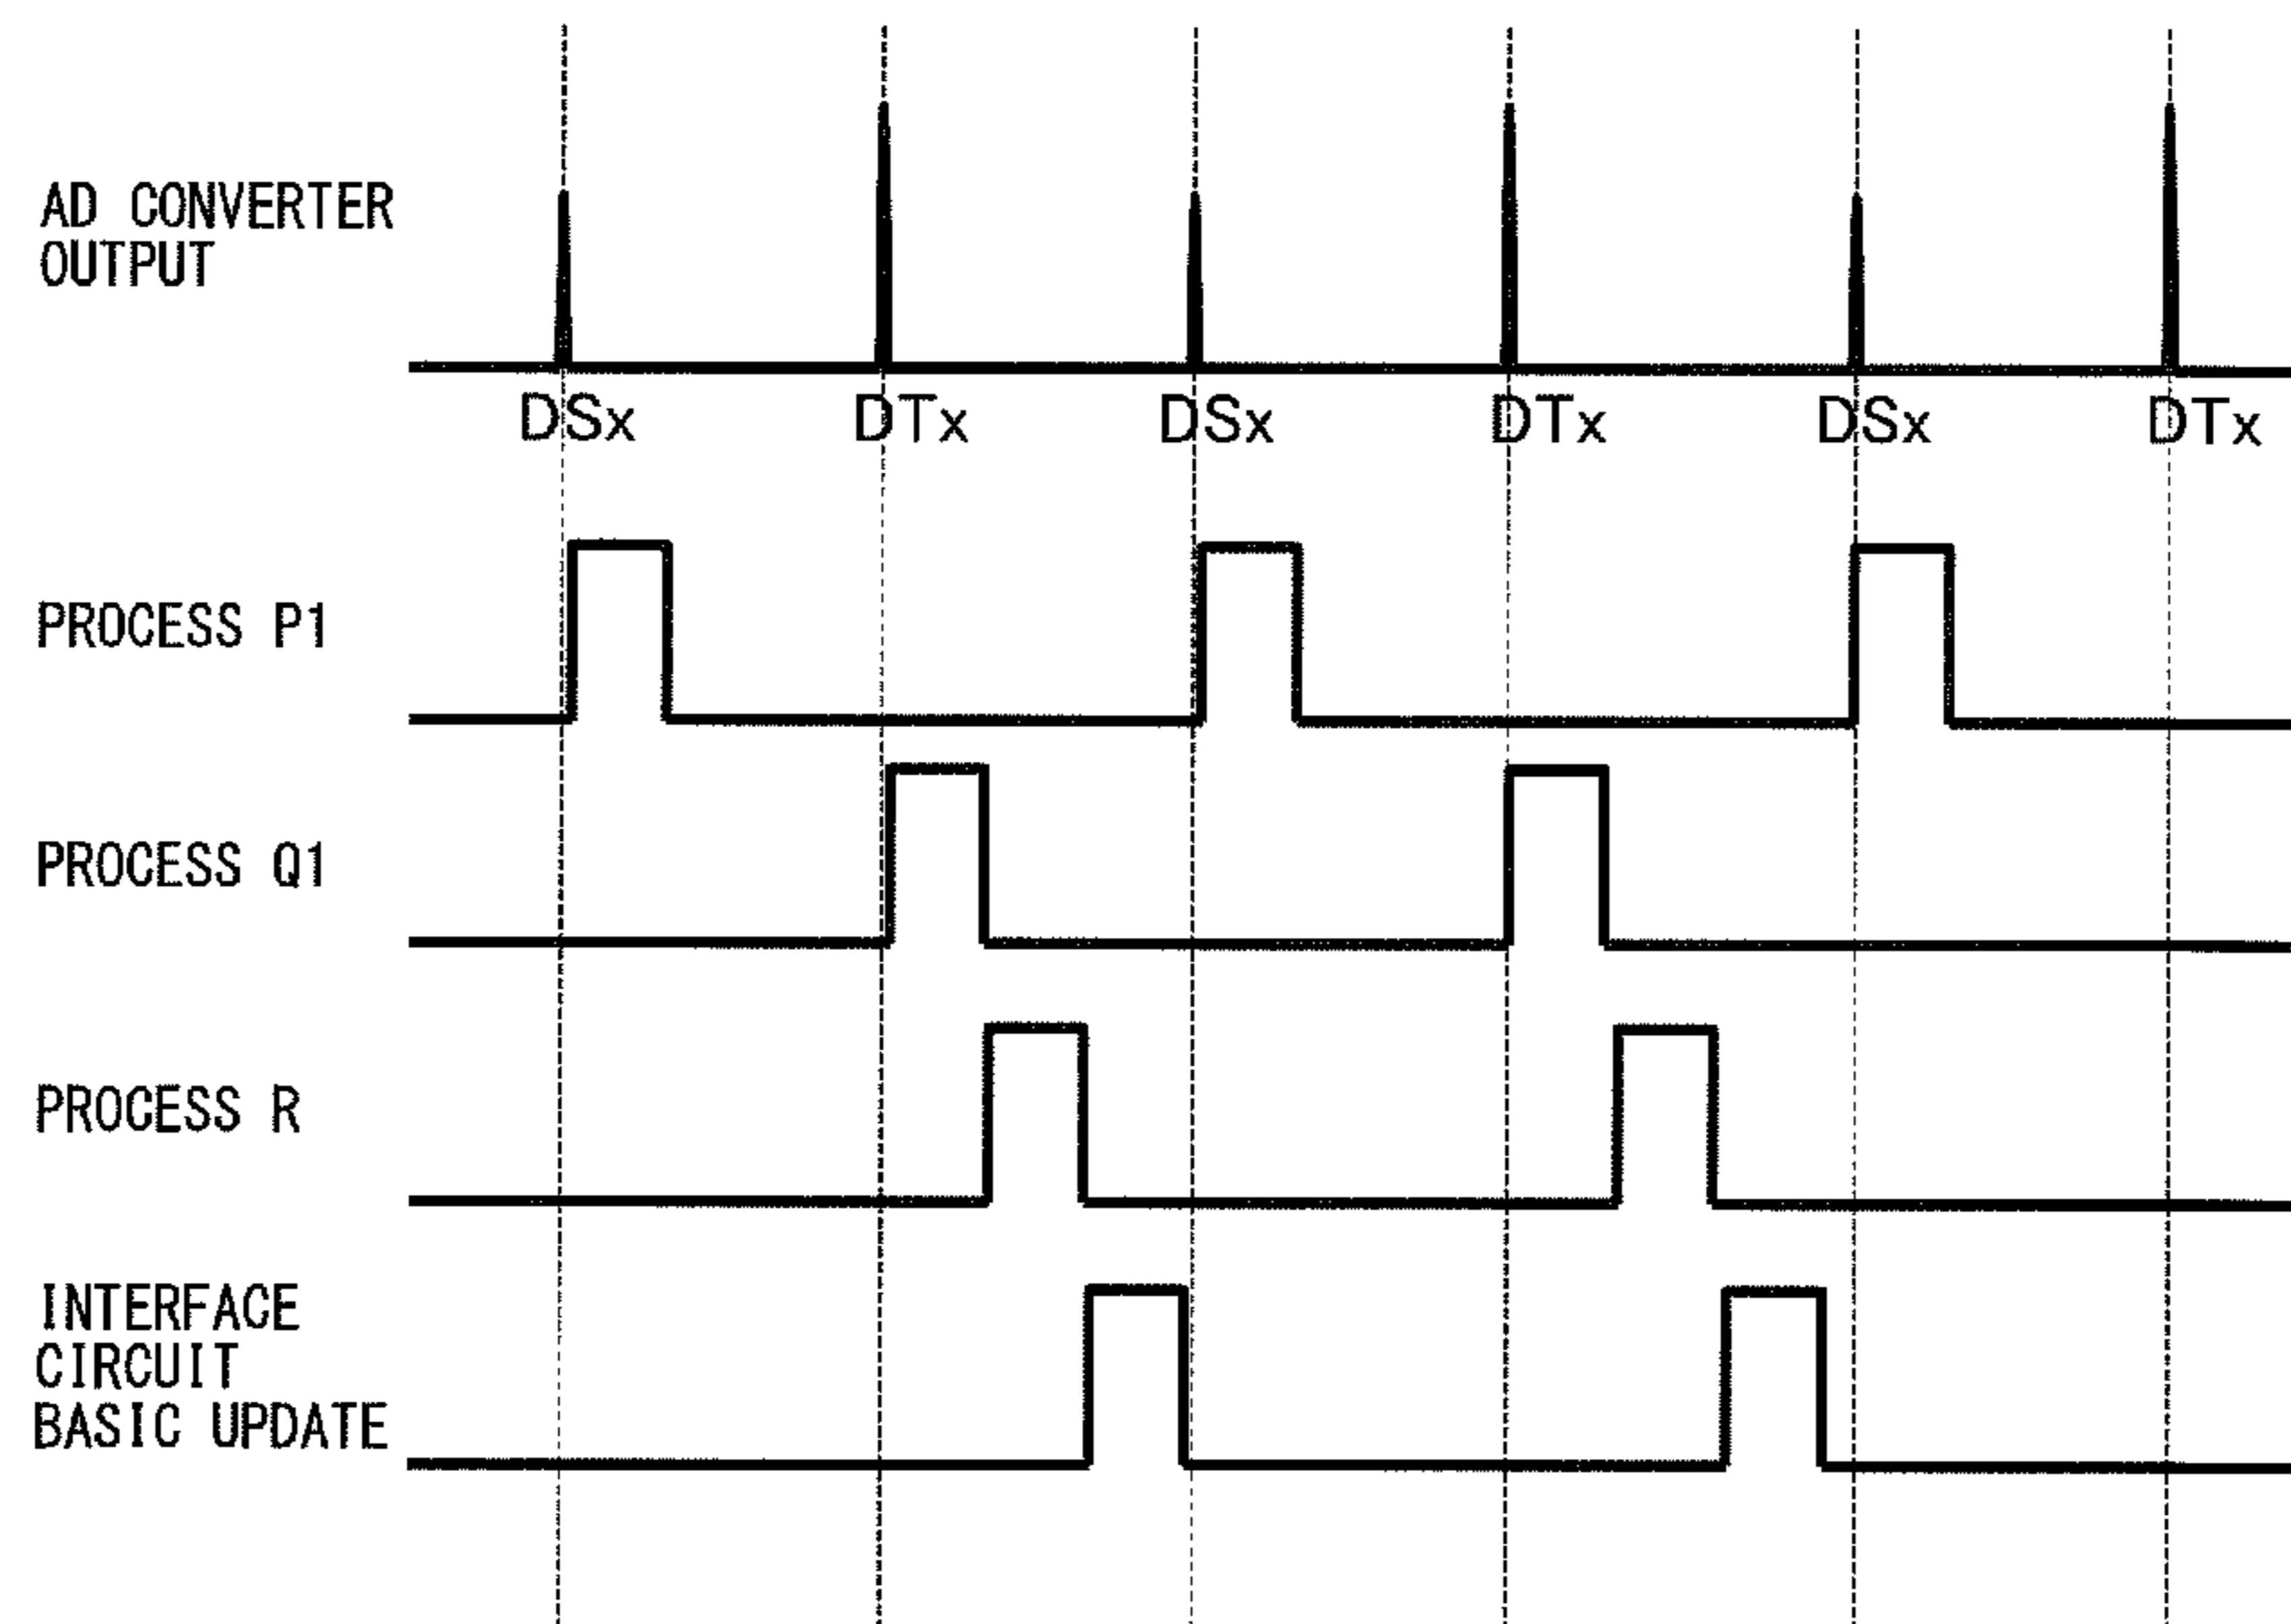 AD CONVERTER
OUTPUT
DSx DTx DSx DTx DSx DTx
PROCESS P1
PROCESS Q1
PROCESS R
INTERFACE
CIRCUIT
BASIC UPDATE